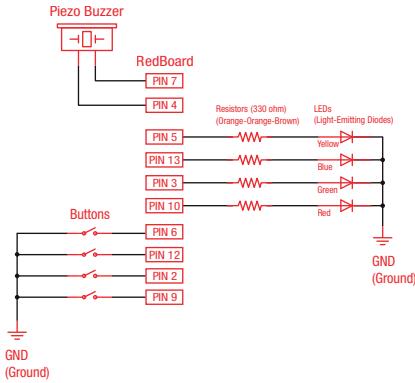 Piezo Buzzer
RedBoard
PIN 7
PIN 4
Resistors (330 ohm)
(Orange-Orange-Brown)
LEDs
(Light-Emitting Diodes)
PIN 5
Yellow
PIN 13
Blue
PIN 3
Green
PIN 10
Red
Buttons
PIN 6
PIN 12
PIN 2
PIN 9
GND
(Ground)
GND
(Ground)